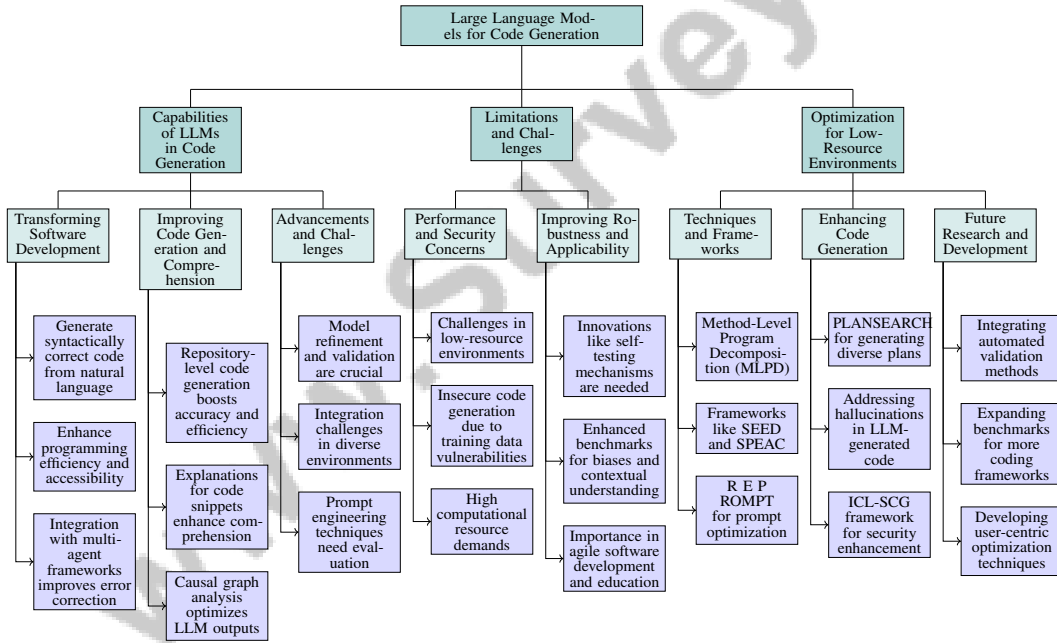 Large Language Mod-
els for Code Generation
Capabilities
of LLMs
in Code
Generation
Limitations
and Chal-
lenges
Optimization
for Low-
Resource
Environments
Transforming
Software
Development
Improving
Code Gen-
eration and
Compre-
hension
Advancements
and Chal-
lenges
Performance
and Security
Concerns
Improving Ro-
bustness and
Applicability
Techniques
and Frame-
works
Enhancing
Code
Generation
Future
Research and
Development
Generate
syntactically
correct code
from natural
language
Enhance
programming
efficiency and
accessibility
Integration
with multi-
agent
frameworks
improves error
correction
Repository-
level code
generation
boosts
accuracy and
efficiency
Explanations
for code
snippets
enhance com-
prehension
Causal graph
analysis
optimizes
LLM outputs
Model
refinement
and validation
are crucial
Integration
challenges
in diverse
environments
Prompt
engineering
techniques
need eval-
uation
Challenges in
low-resource
environments
Insecure code
generation
due to
training data
vulnerabilities
High
computational
resource
demands
Innovations
like self-
testing
mechanisms
are needed
Enhanced
benchmarks
for biases and
contextual
understanding
Importance in
agile software
development
and education
Method-Level
Program
Decomposi-
tion (MLPD)
Frameworks
like SEED
and SPEAC
R E P
ROMPT
for prompt
optimization
PLANSEARCH
for generating
diverse plans
Addressing
hallucinations
in LLM-
generated
code
ICL-SCG
framework
for security
enhancement
Integrating
automated
validation
methods
Expanding
benchmarks
for more
coding
frameworks
Developing
user-centric
optimization
techniques
www.Survey